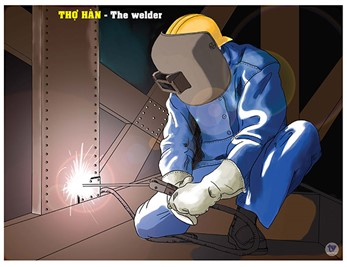 THỢ HÀN - The welder